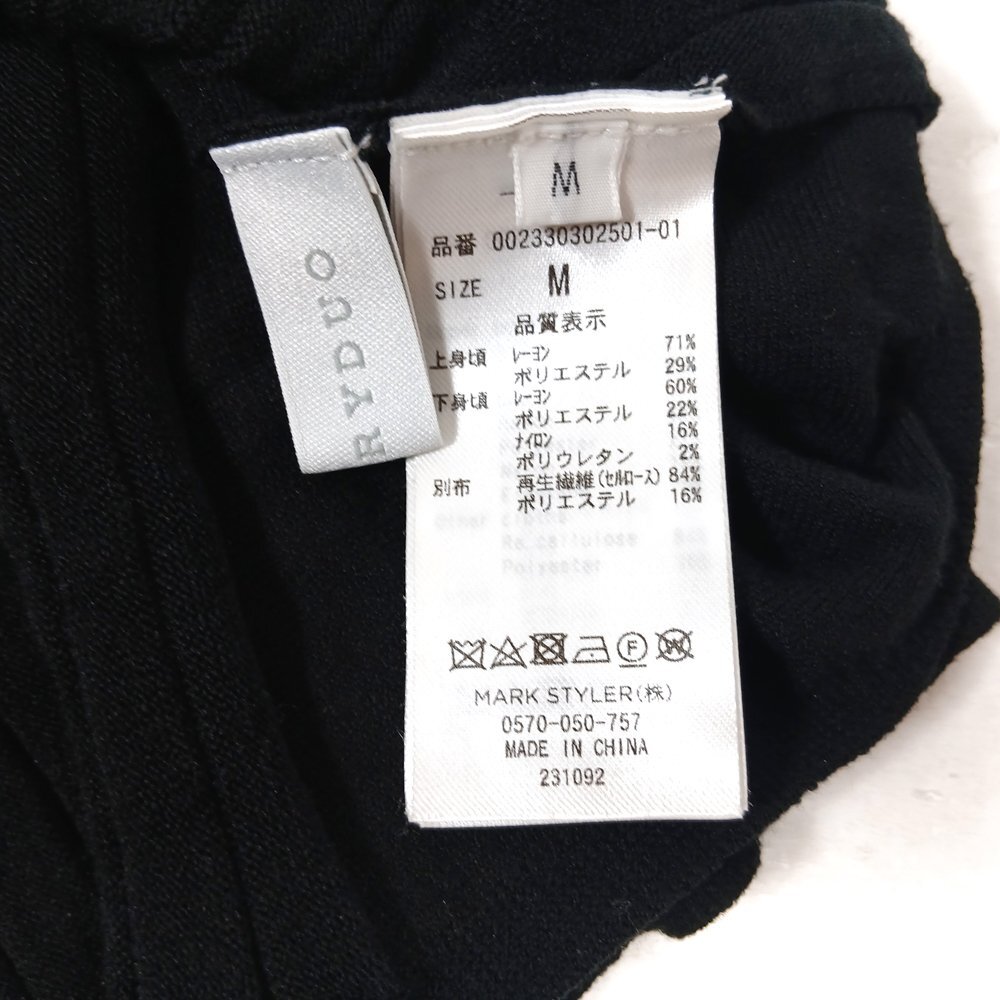 M
品番 002330302501-01
SIZE M
品質表示
上身頃 ﾚｰﾖﾝ 71%
ポリエステル 29%
下身頃 ﾚｰﾖﾝ 60%
ポリエステル 22%
ﾅｲﾛﾝ 16%
ポリウレタン 2%
別布 再生繊維(ｾﾙﾛｰｽ) 84%
ポリエステル 16%
Other
Re.cellulose
Polyester
MARK STYLER(株)
0570-050-757
MADE IN CHINA
231092
RYDUO